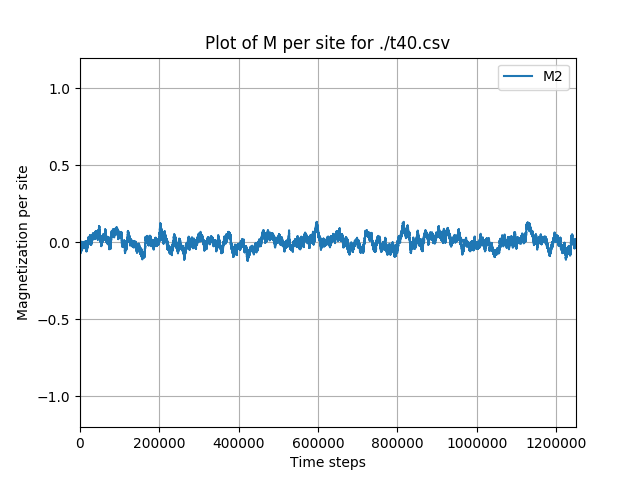 Plot of M per site for ./t40.csv
M2
1.0
0.5
0.0
−0.5
−1.0
Magnetization per site
0 200000 400000 600000 800000 1000000 1200000
Time steps